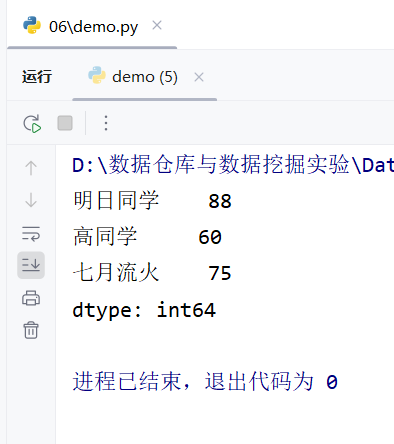 06\demo.py
运行 demo (5)
D:\数据仓库与数据挖掘实验\Dat
明日同学 88
高同学 60
七月流火 75
dtype: int64
进程已结束，退出代码为 0